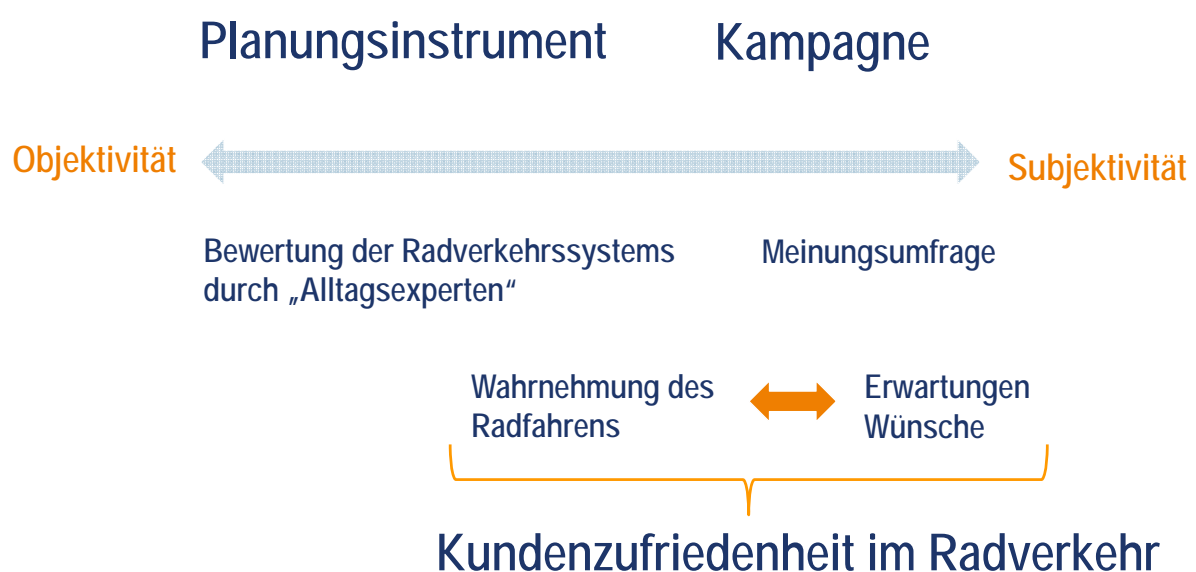 Planungsinstrument
Kampagne
Objektivität
Subjektivität
Bewertung der Radverkehrssystems
durch „Alltagsexperten“
Meinungsumfrage
Wahrnehmung des
Radfahrens
Erwartungen
Wünsche
Kundenzufriedenheit im Radverkehr